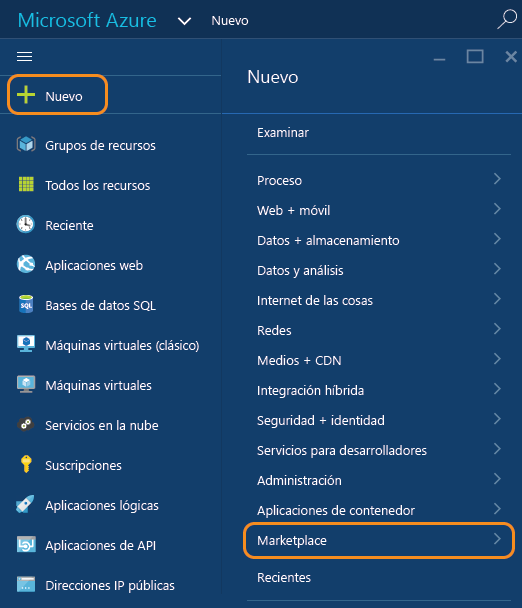 Microsoft Azure Nuevo
Nuevo
Grupos de recursos
Todos los recursos
Reciente
Aplicaciones web
Bases de datos SQL
Máquinas virtuales (clásico)
Máquinas virtuales
Servicios en la nube
Suscripciones
Aplicaciones lógicas
Aplicaciones de API
Direcciones IP públicas
Nuevo
Examinar
Proceso
Web + móvil
Datos + almacenamiento
Datos y análisis
Internet de las cosas
Redes
Medios + CDN
Integración híbrida
Seguridad + identidad
Servicios para desarrolladores
Administración
Aplicaciones de contenedor
Marketplace
Recientes